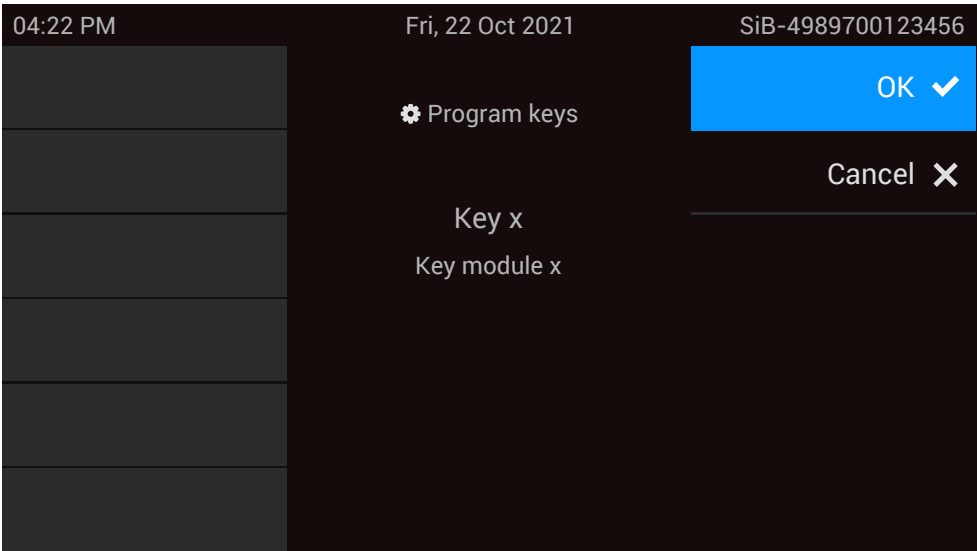 04:22 PM Fri, 22 Oct 2021 SiB-4989700123456
OK
Program keys
Cancel
Key x
Key module x